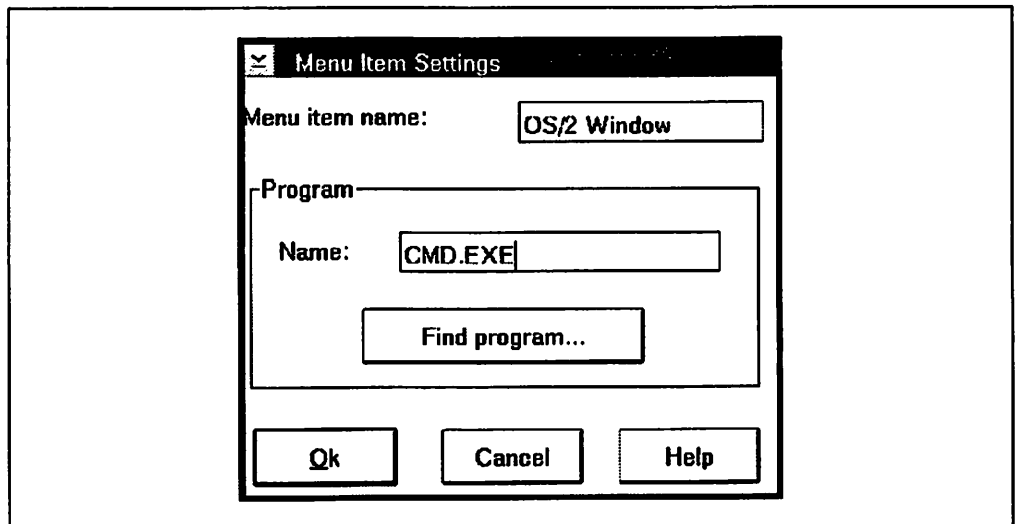 Menu Item Settings
Menu item name: OS/2 Window
Program
Name: CMD.EXE
Find program...
Ok Cancel Help